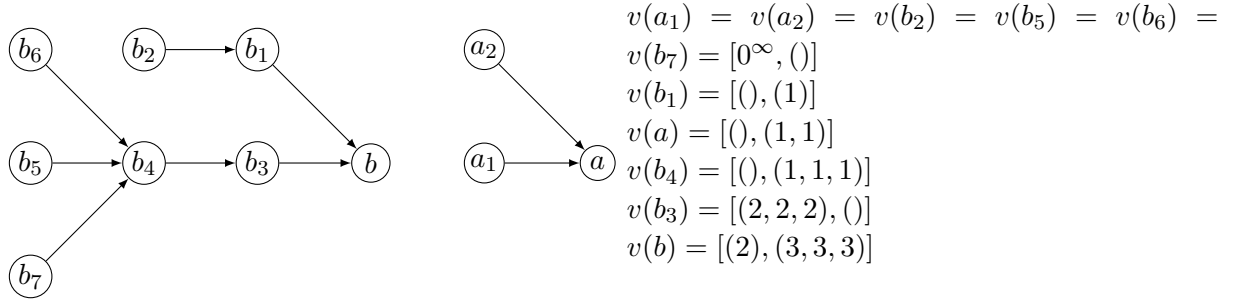 b₆ b₂ b₁ a₂
b₅ b₄ b₃ b a₁ a
b₇
v(a₁) = v(a₂) = v(b₂) = v(b₅) = v(b₆) =
v(b₇) = [0^∞, ()]
v(b₁) = [(), (1)]
v(a) = [(), (1, 1)]
v(b₄) = [(), (1, 1, 1)]
v(b₃) = [(2, 2, 2), ()]
v(b) = [(2), (3, 3, 3)]